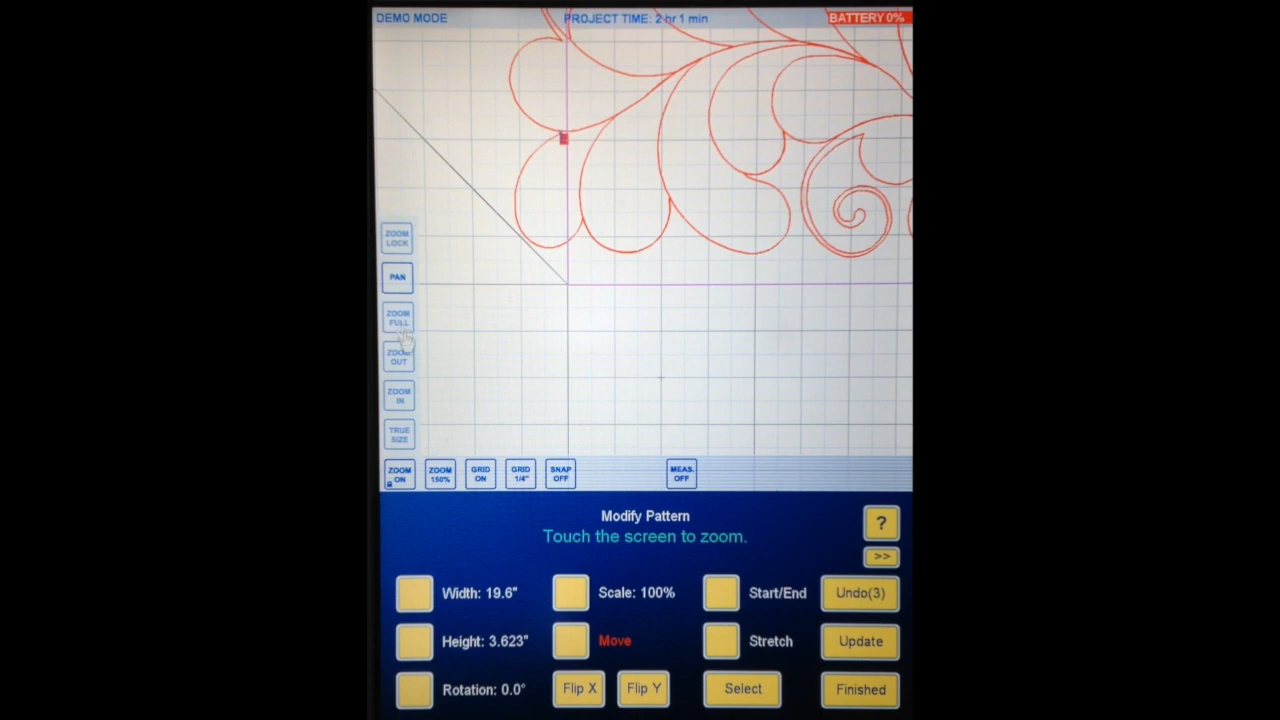 DEMO MODE PROJECT TIME: 2 hr 1 min BATTERY 0%
ZOOM
LOCK
PAN
ZOOM
FULL
ZOOM
OUT
ZOOM
IN
TRUE
SIZE
ZOOM
ON
ZOOM
150%
GRID
ON
GRID
1/4"
SNAP
OFF
MEAS.
OFF
Modify Pattern
Touch the screen to zoom.
?
>>
Width: 19.6" Scale: 100% Start/End Undo(3)
Height: 3.623" Move Stretch Update
Rotation: 0.0° Flip X Flip Y Select Finished